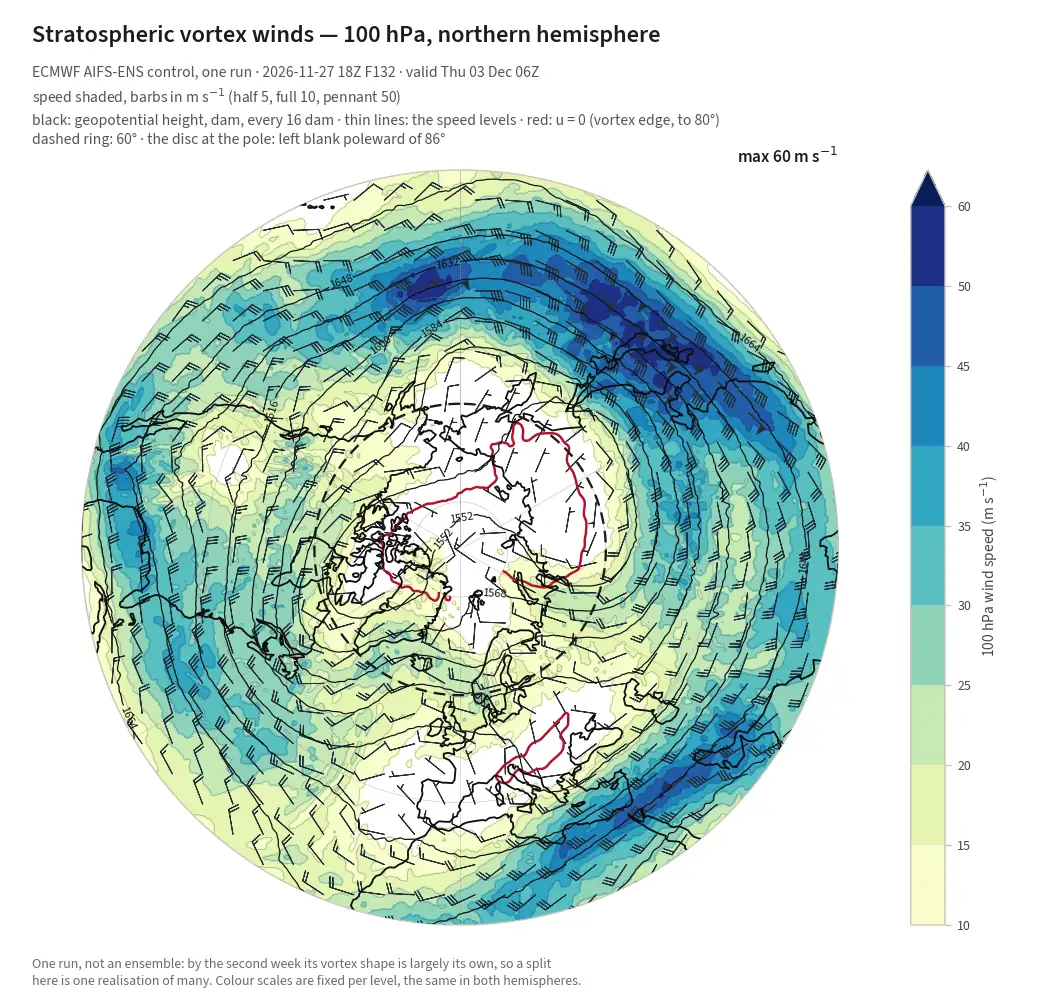 Stratospheric vortex winds — 100 hPa, northern hemisphere
ECMWF AIFS-ENS control, one run · 2026-11-27 18Z F132 · valid Thu 03 Dec 06Z
speed shaded, barbs in m s⁻¹ (half 5, full 10, pennant 50)
black: geopotential height, dam, every 16 dam · thin lines: the speed levels · red: u = 0 (vortex edge, to 80°)
dashed ring: 60° · the disc at the pole: left blank poleward of 86°
max 60 m s⁻¹
60
50
45
40
35
30
25
20
15
10
100 hPa wind speed (m s⁻¹)
1632
1648
1584
1664
1552
1552
1568
One run, not an ensemble: by the second week its vortex shape is largely its own, so a split
here is one realisation of many. Colour scales are fixed per level, the same in both hemispheres.